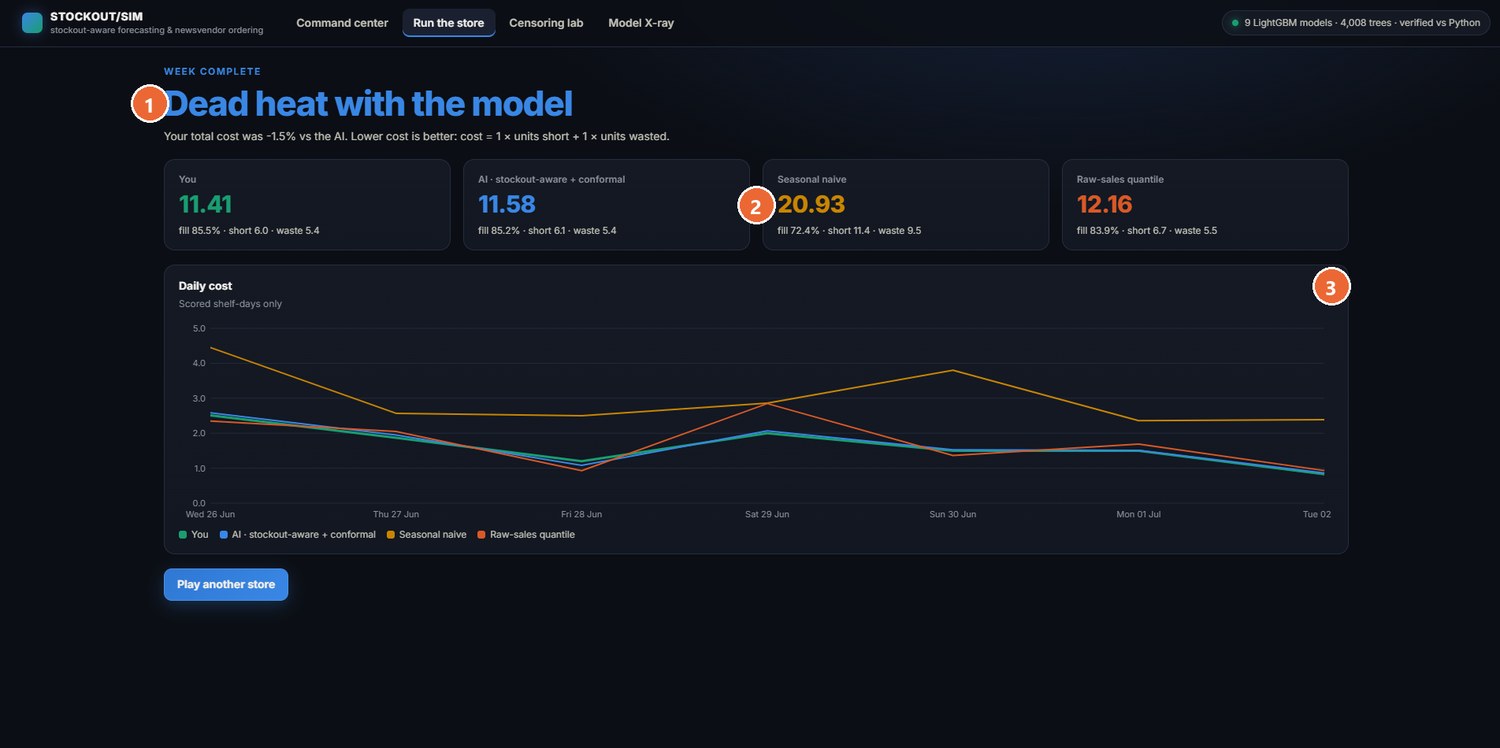 STOCKOUT/SIM
stockout-aware forecasting & newsvendor ordering
Command center
Run the store
Censoring lab
Model X-ray
9 LightGBM models · 4,008 trees · verified vs Python
WEEK COMPLETE
1
Dead heat with the model
Your total cost was -1.5% vs the AI. Lower cost is better: cost = 1 × units short + 1 × units wasted.
You
11.41
fill 85.5% · short 6.0 · waste 5.4
AI · stockout-aware + conformal
11.58
fill 85.2% · short 6.1 · waste 5.4
2
Seasonal naive
20.93
fill 72.4% · short 11.4 · waste 9.5
Raw-sales quantile
12.16
fill 83.9% · short 6.7 · waste 5.5
Daily cost
3
Scored shelf-days only
5.0
4.0
3.0
2.0
1.0
0.0
Wed 26 Jun
Thu 27 Jun
Fri 28 Jun
Sat 29 Jun
Sun 30 Jun
Mon 01 Jul
Tue 02
You
AI · stockout-aware + conformal
Seasonal naive
Raw-sales quantile
Play another store